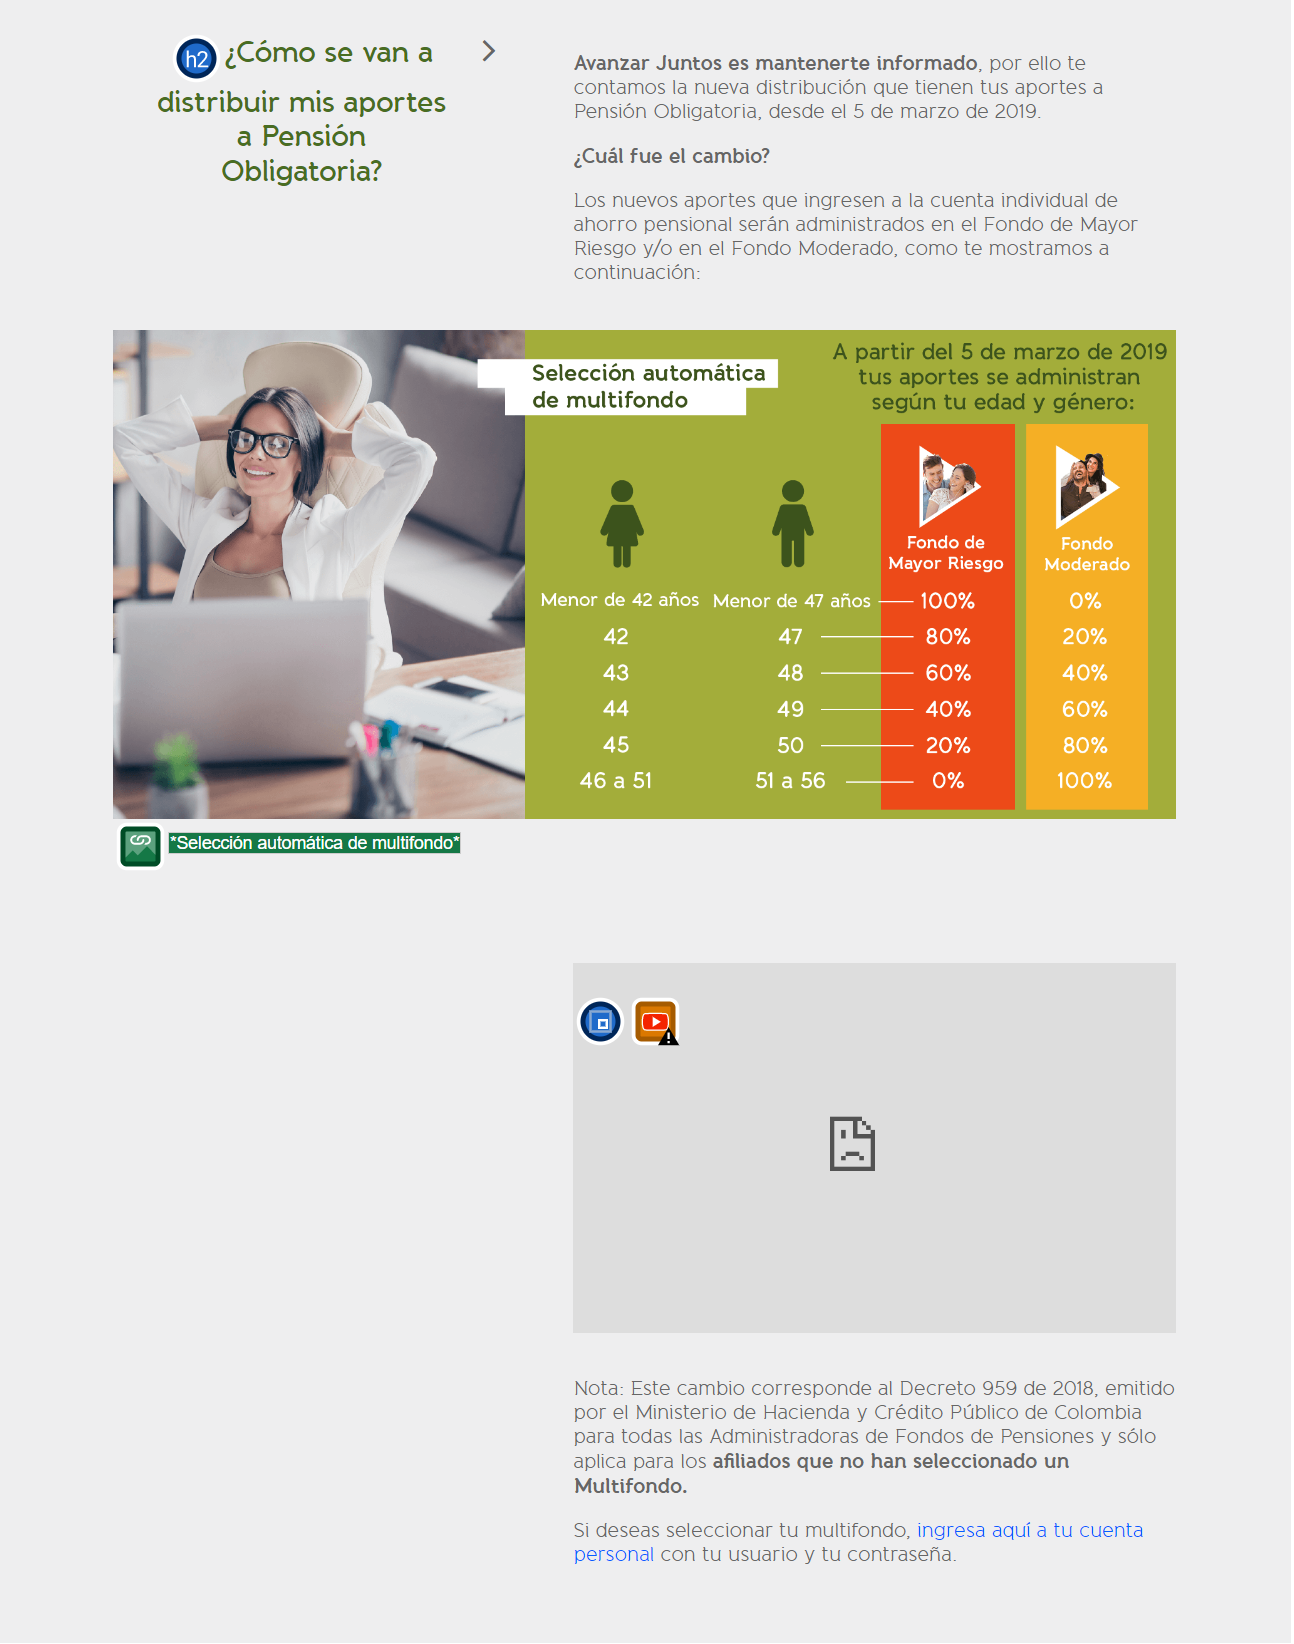 h2 ¿Cómo se van a
distribuir mis aportes
a Pensión
Obligatoria?
Avanzar Juntos es mantenerte informado, por ello te
contamos la nueva distribución que tienen tus aportes a
Pensión Obligatoria, desde el 5 de marzo de 2019.
¿Cuál fue el cambio?
Los nuevos aportes que ingresen a la cuenta individual de
ahorro pensional serán administrados en el Fondo de Mayor
Riesgo y/o en el Fondo Moderado, como te mostramos a
continuación:
Selección automática
de multifondo
A partir del 5 de marzo de 2019
tus aportes se administran
según tu edad y género:
Fondo de
Mayor Riesgo
Fondo
Moderado
Menor de 42 años Menor de 47 años 100% 0%
42 47 80% 20%
43 48 60% 40%
44 49 40% 60%
45 50 20% 80%
46 a 51 51 a 56 0% 100%
*Selección automática de multifondo*
Nota: Este cambio corresponde al Decreto 959 de 2018, emitido
por el Ministerio de Hacienda y Crédito Público de Colombia
para todas las Administradoras de Fondos de Pensiones y sólo
aplica para los afiliados que no han seleccionado un
Multifondo.
Si deseas seleccionar tu multifondo, ingresa aquí a tu cuenta
personal con tu usuario y tu contraseña.